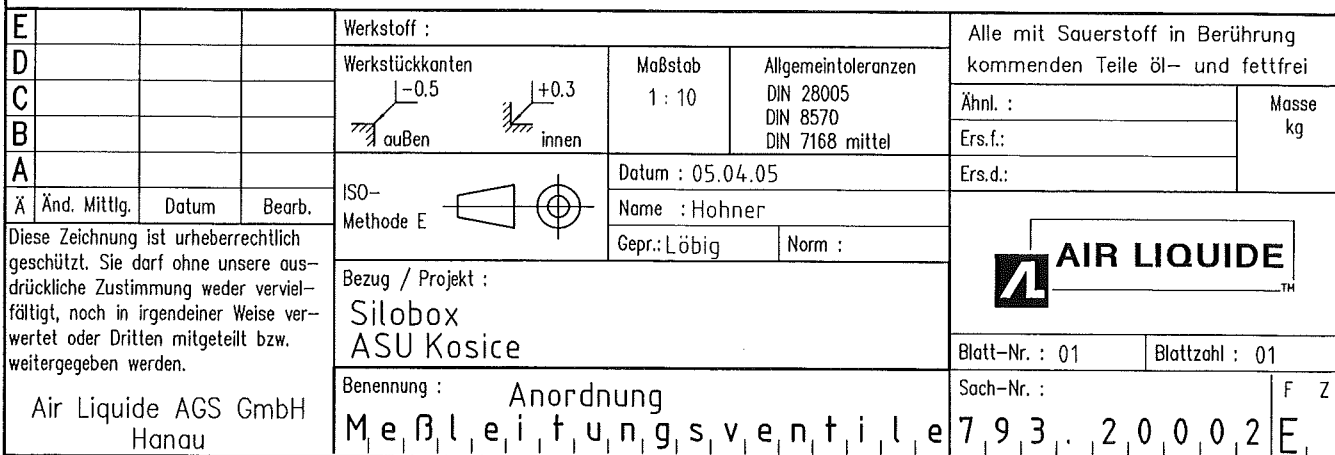 E
D
C
B
A
Ä Änd. Mittlg. Datum Bearb.
Diese Zeichnung ist urheberrechtlich
geschützt. Sie darf ohne unsere aus-
drückliche Zustimmung weder verviel-
fältigt, noch in irgendeiner Weise ver-
wertet oder Dritten mitgeteilt bzw.
weitergegeben werden.
Air Liquide AGS GmbH
Hanau
Werkstoff :
Werkstückkanten
-0.5
außen
+0.3
innen
Maßstab
1 : 10
Allgemeintoleranzen
DIN 28005
DIN 8570
DIN 7168 mittel
ISO-
Methode E
Datum : 05.04.05
Name : Hohner
Gepr.: Löbig Norm :
Bezug / Projekt :
Silobox
ASU Kosice
Benennung :
Anordnung
Meßleitungsventile
Alle mit Sauerstoff in Berührung
kommenden Teile öl- und fettfrei
Ähnl. :
Ers.f.:
Ers.d.:
Masse
kg
AL AIR LIQUIDE TM
Blatt-Nr. : 01 Blattzahl : 01
Sach-Nr. : F Z
793.20002 E